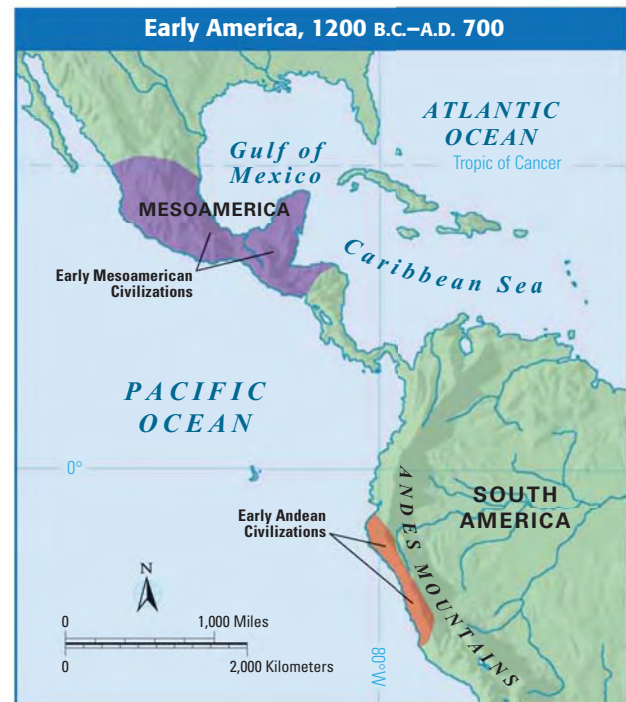 Early America, 1200 B.C.–A.D. 700
ATLANTIC
OCEAN
Tropic of Cancer
Gulf of
Mexico
MESOAMERICA
Early Mesoamerican
Civilizations
Caribbean Sea
PACIFIC
OCEAN
0°
SOUTH
AMERICA
ANDES MOUNTAINS
Early Andean
Civilizations
N
0 1,000 Miles
0 2,000 Kilometers
80°W